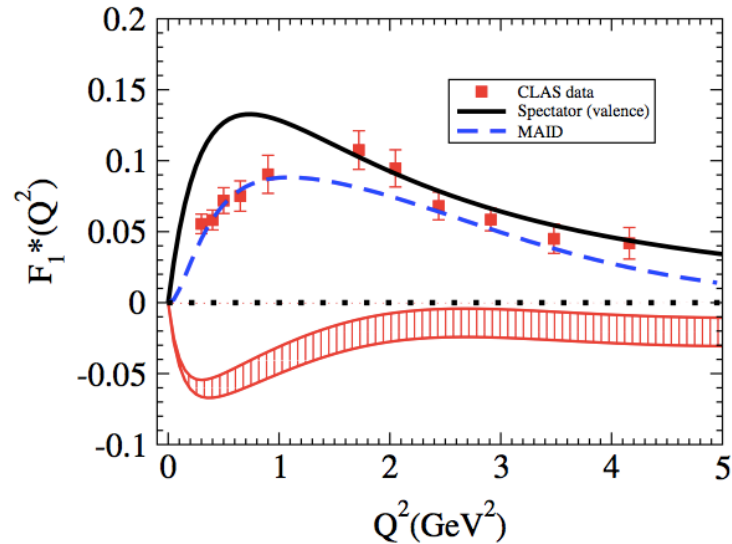 0.2
0.15
0.1
0.05
0
-0.05
-0.1
F₁*(Q²)
CLAS data
Spectator (valence)
MAID
0 1 2 3 4 5
Q²(GeV²)